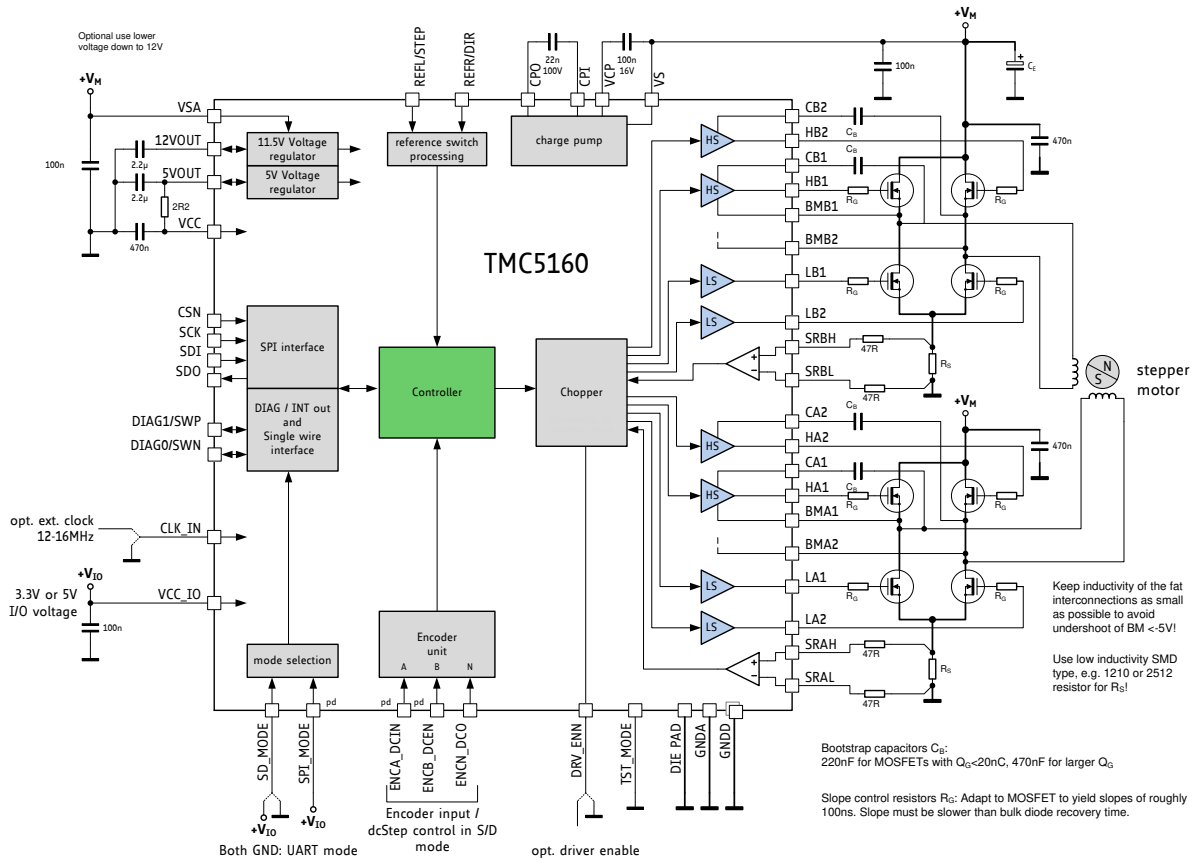 +VM
Optional use lower
voltage down to 12V
+VM
VSA
12VOUT
5VOUT
VCC
100n
2.2µ
2.2µ
2R2
470n
11.5V Voltage
regulator
5V Voltage
regulator
REFL/STEP
REFR/DIR
reference switch
processing
CPO
22n
100V
CPI
VCP
100n
16V
VS
charge pump
100n
+
CE
470n
TMC5160
CSN
SCK
SDI
SDO
SPI interface
DIAG1/SWP
DIAG0/SWN
DIAG / INT out
and
Single wire
interface
Controller
Chopper
HS
HS
LS
LS
+
−
HS
HS
LS
LS
+
−
CB2
CB
HB2
CB1
CB
HB1
RG
RG
BMB1
BMB2
LB1
RG
RG
LB2
SRBH
47R
RS
SRBL
47R
N
S
stepper
motor
+VM
CA2
CB
HA2
470n
CA1
CB
HA1
RG
RG
BMA1
BMA2
LA1
RG
RG
LA2
SRAH
47R
RS
SRAL
47R
opt. ext. clock
12-16MHz
CLK_IN
+VIO
3.3V or 5V
I/O voltage
VCC_IO
100n
mode selection
Encoder
unit
A B N
pd
pd
pd
SD_MODE
SPI_MODE
ENCA_DCIN
ENCB_DCEN
ENCN_DCO
DRV_ENN
TST_MODE
DIE PAD
GNDA
GNDD
+VIO
+VIO
Both GND: UART mode
Encoder input /
dcStep control in S/D
mode
opt. driver enable
Keep inductivity of the fat
interconnections as small
as possible to avoid
undershoot of BM <-5V!
Use low inductivity SMD
type, e.g. 1210 or 2512
resistor for RS!
Bootstrap capacitors CB:
220nF for MOSFETs with QG<20nC, 470nF for larger QG
Slope control resistors RG: Adapt to MOSFET to yield slopes of roughly
100ns. Slope must be slower than bulk diode recovery time.